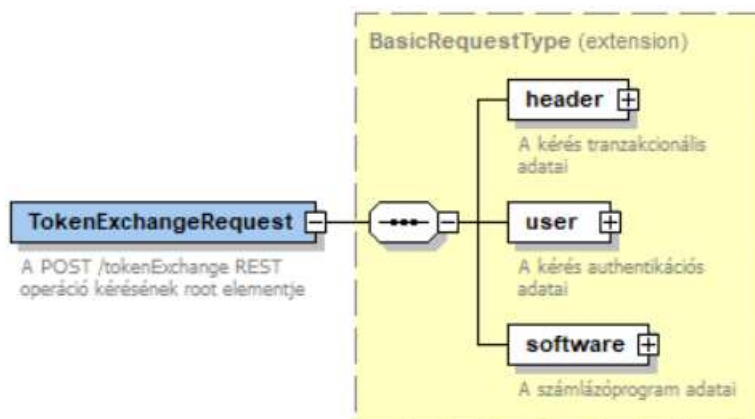 BasicRequestType (extension)
header
A kérés tranzakcionális
adatai
TokenExchangeRequest
A POST /tokenExchange REST
operáció kérésének root elementje
user
A kérés authentikációs
adatai
software
A számlázóprogram adatai